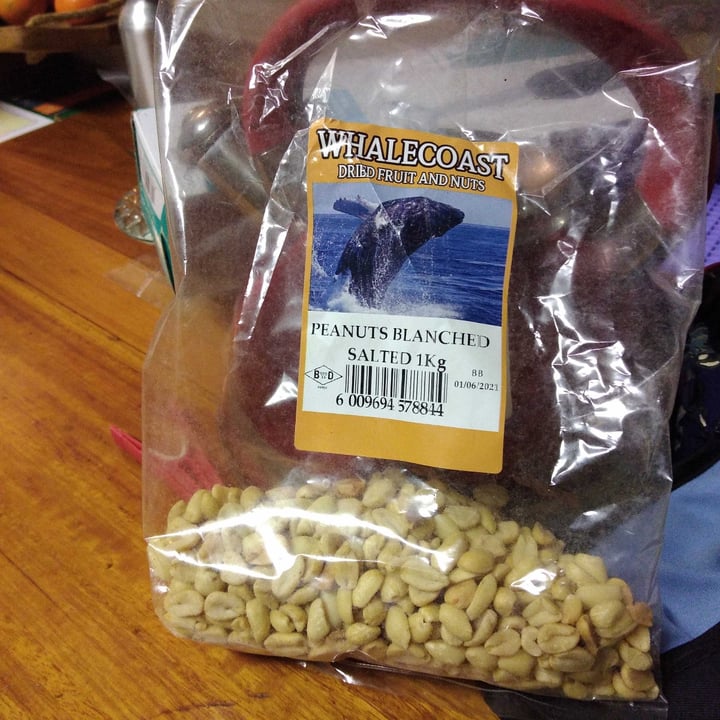 WHALECOAST
DRIED FRUIT AND NUTS
PEANUTS BLANCHED
SALTED 1Kg
B D
BB
01/06/2021
6 009694 578844